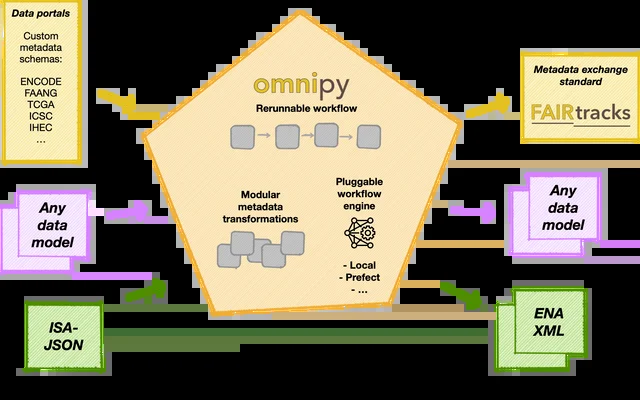 Data portals
Custom
metadata
schemas:
ENCODE
FAANG
TCGA
ICSC
IHEC
...
Any
data
model
ISA-
JSON
omnipy
Rerunnable workflow
Modular
metadata
transformations
Pluggable
workflow
engine
- Local
- Prefect
- ...
Metadata exchange
standard
FAIRtracks
Any
data
model
ENA
XML